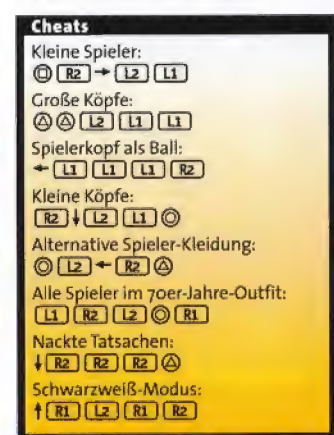 Cheats
Kleine Spieler:
□ R2 → L2 L1
Große Köpfe:
△ △ L2 L1 L1
Spielerkopf als Ball:
← L1 L1 L1 R2
Kleine Köpfe:
R2 ↓ L2 L1 ○
Alternative Spieler-Kleidung:
○ L2 ← R2 △
Alle Spieler im 70er-Jahre-Outfit:
L1 R2 L2 ○ R1
Nackte Tatsachen:
↓ R2 R2 R2 △
Schwarzweiß-Modus:
↑ R1 L2 R1 R2